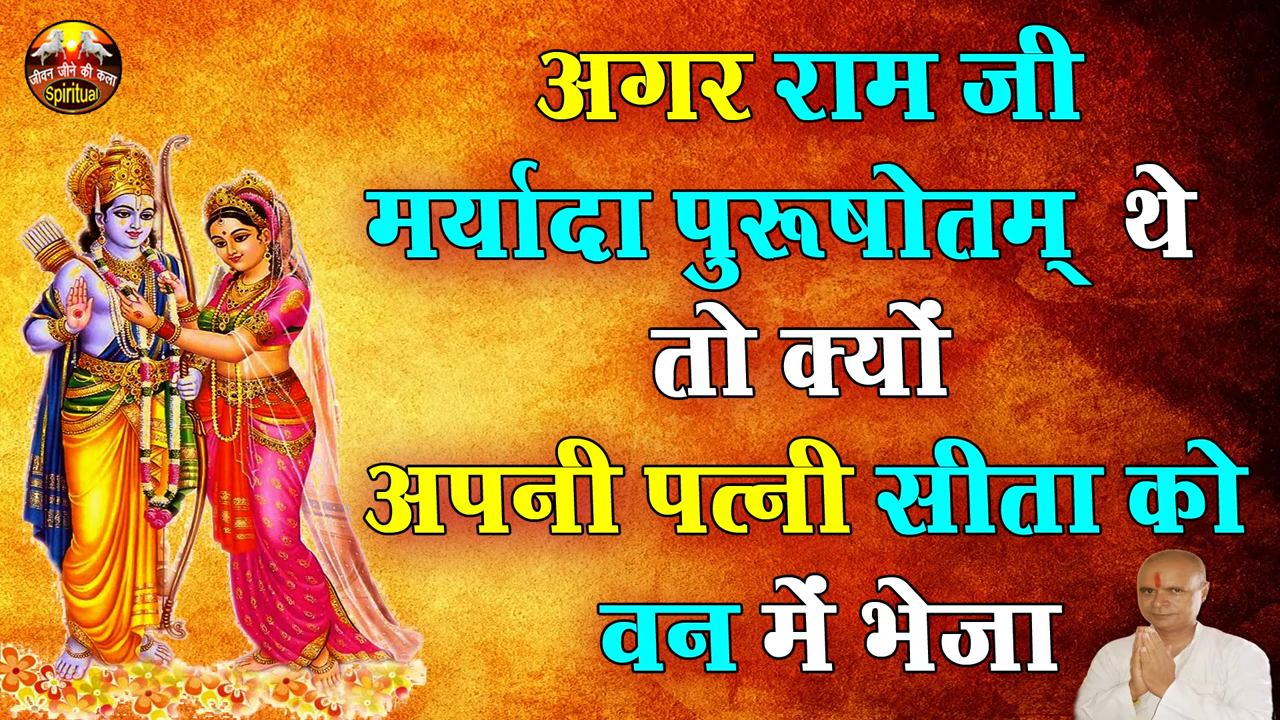 जीवन जीने की कला
Spiritual
अगर राम जी
मर्यादा पुरूषोतम् थे
तो क्यों
अपनी पत्नी सीता को
वन में भेजा